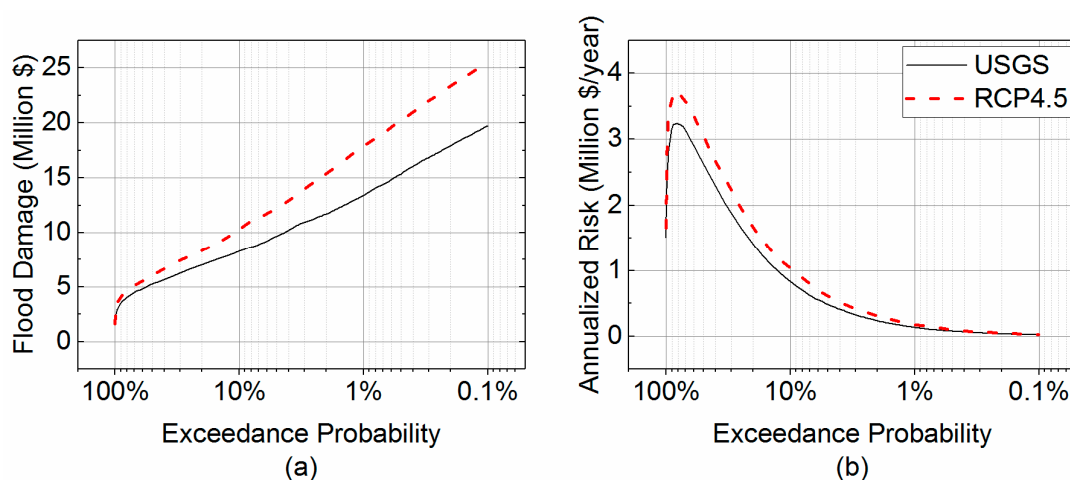 Flood Damage (Million $)
25
20
15
10
5
0
100%
10%
1%
0.1%
Exceedance Probability
(a)
Annualized Risk (Million $/year)
4
3
2
1
0
USGS
RCP4.5
100%
10%
1%
0.1%
Exceedance Probability
(b)